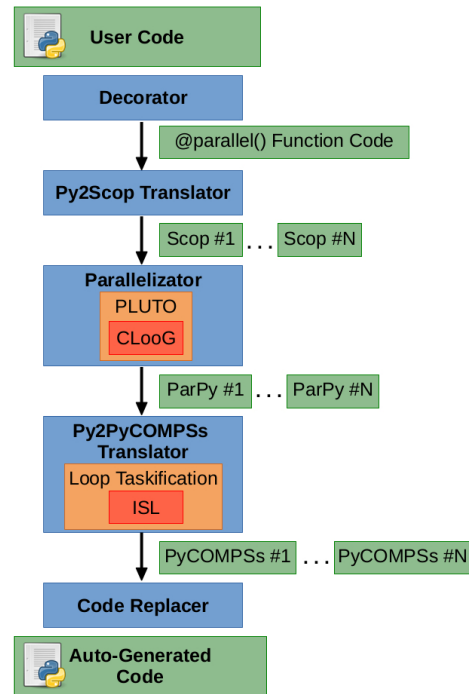 User Code
Decorator
@parallel() Function Code
Py2Scop Translator
Scop #1 ... Scop #N
Parallelizator
PLUTO
CLooG
ParPy #1 ... ParPy #N
Py2PyCOMPSs
Translator
Loop Taskification
ISL
PyCOMPSs #1 ... PyCOMPSs #N
Code Replacer
Auto-Generated
Code